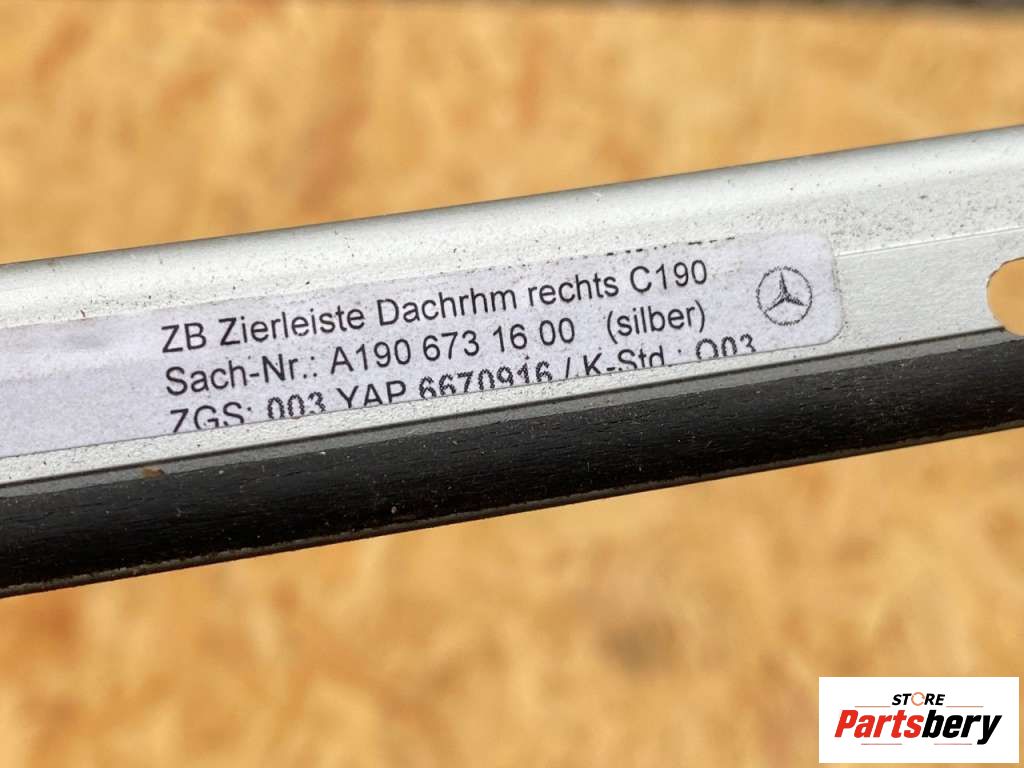 ZB Zierleiste Dachrhm rechts C190
Sach-Nr.: A190 673 16 00 (silber)
ZGS: 003 YAP 6670916 / K-Std.: Q03
STORE
Partsbery